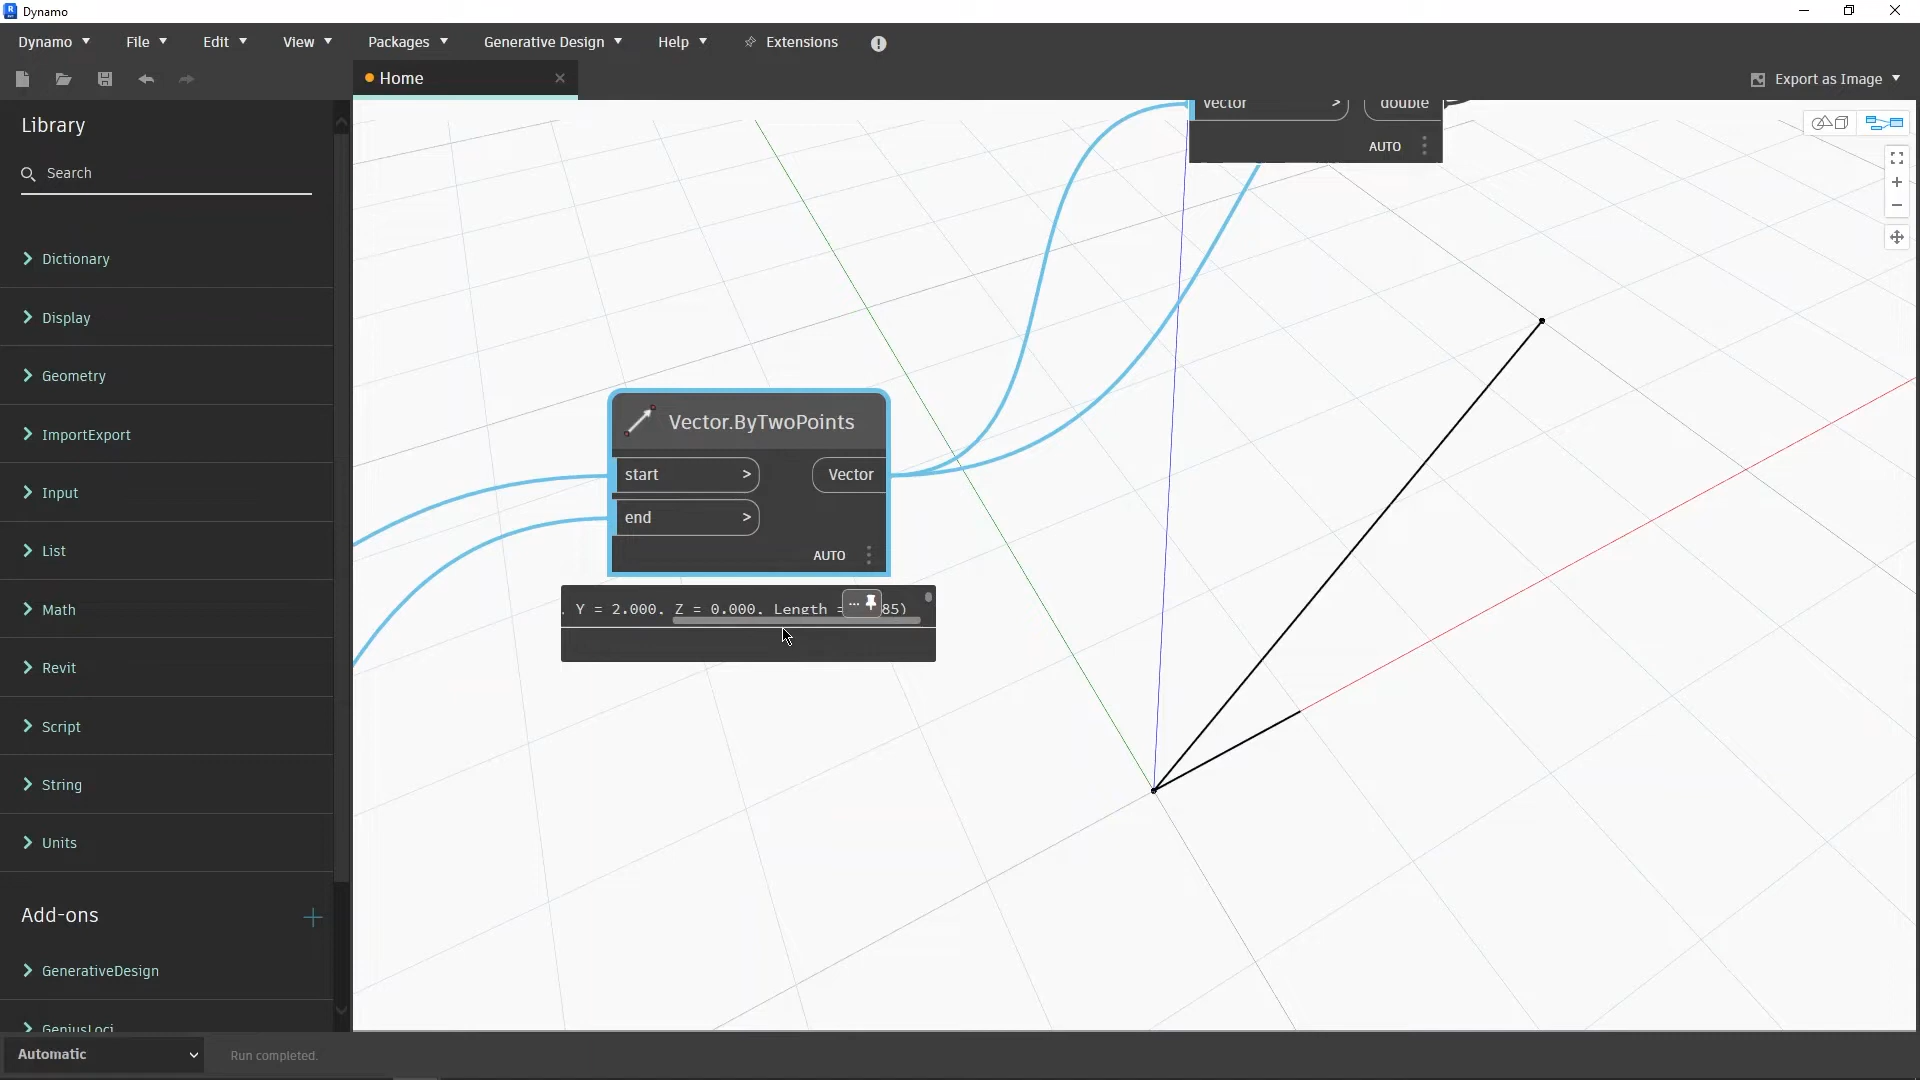 Dynamo
Dynamo File Edit View Packages Generative Design Help Extensions
Home
Export as Image
Library
Search
Dictionary
Display
Geometry
ImportExport
Input
List
Math
Revit
Script
String
Units
Add-ons
GenerativeDesign
GeniusLoci
vector > double
AUTO
Vector.ByTwoPoints
start > Vector
end >
AUTO
Y = 2.000, Z = 0.000, Length = 85)
Automatic
Run completed.